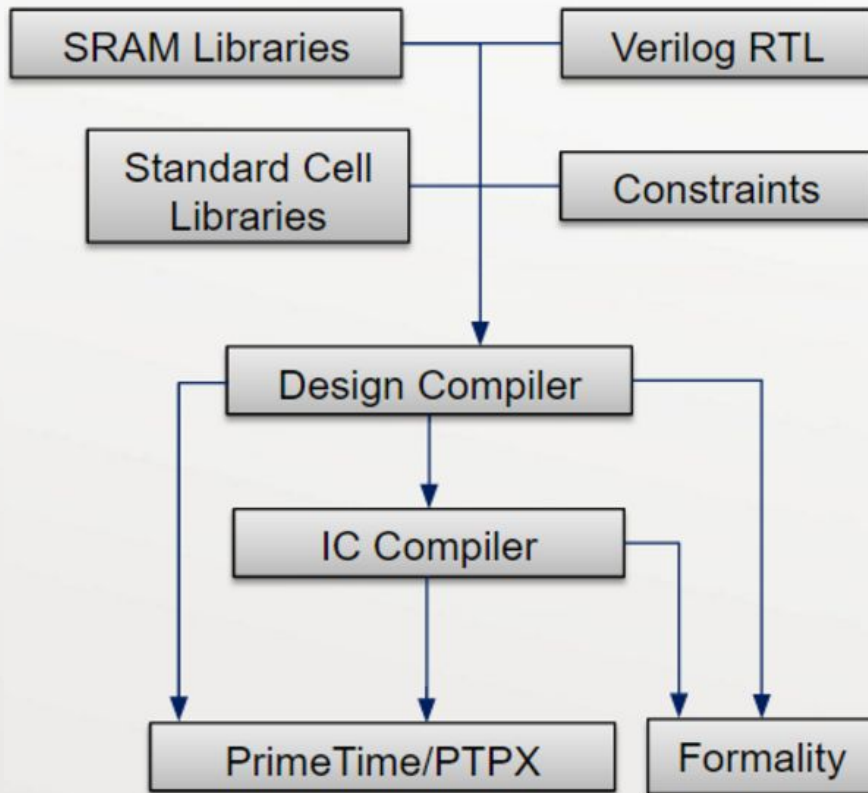 SRAM Libraries
Verilog RTL
Standard Cell
Libraries
Constraints
Design Compiler
IC Compiler
PrimeTime/PTPX
Formality